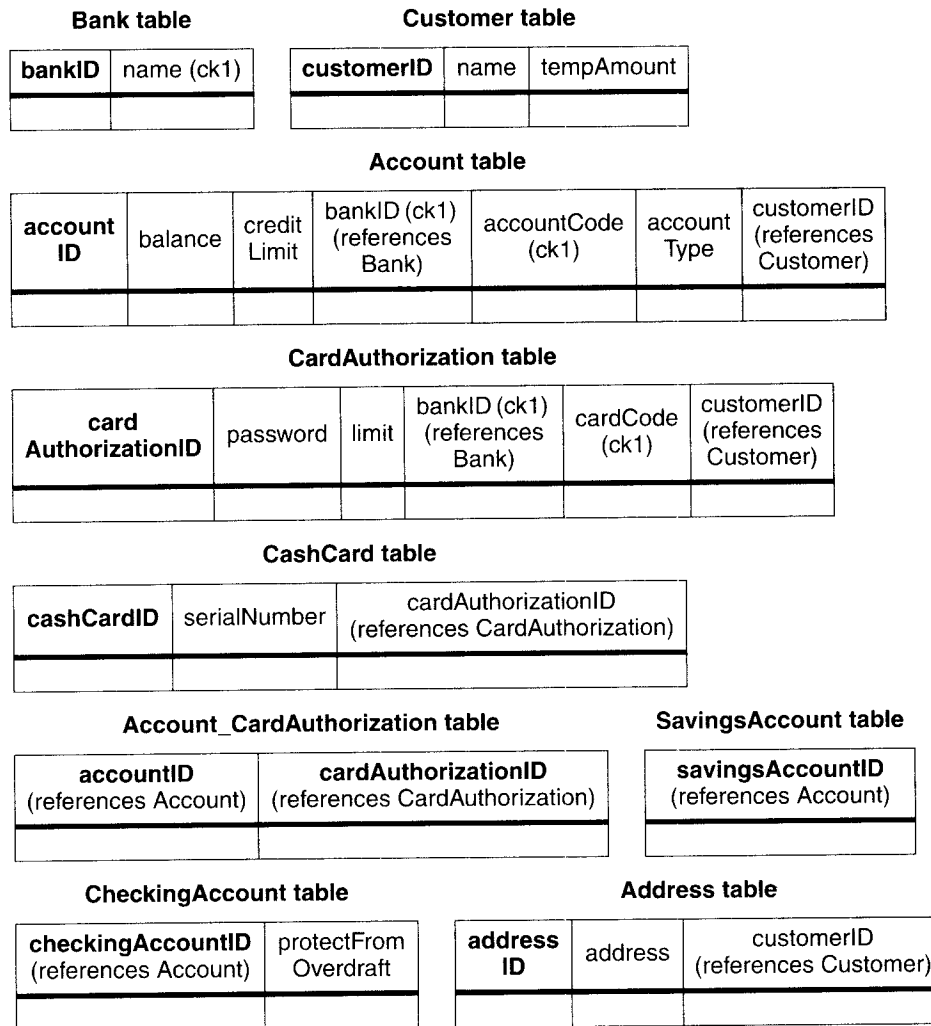 Bank table
bankID name (ck1)
Customer table
customerID name tempAmount
Account table
account ID
balance
credit Limit
bankID (ck1) (references Bank)
accountCode (ck1)
account Type
customerID (references Customer)
CardAuthorization table
card AuthorizationID
password
limit
bankID (ck1) (references Bank)
cardCode (ck1)
customerID (references Customer)
CashCard table
cashCardID
serialNumber
cardAuthorizationID (references CardAuthorization)
Account_CardAuthorization table
accountID (references Account)
cardAuthorizationID (references CardAuthorization)
SavingsAccount table
savingsAccountID (references Account)
CheckingAccount table
checkingAccountID (references Account)
protectFrom Overdraft
Address table
address ID
address
customerID (references Customer)